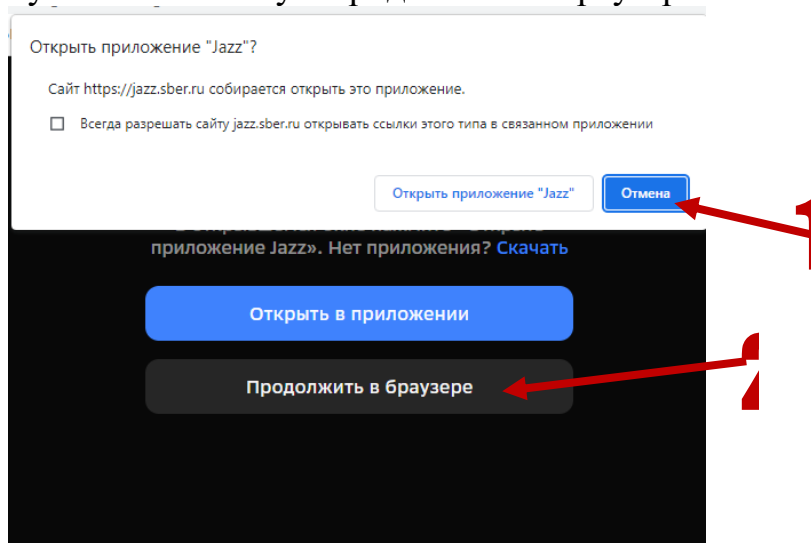 Открыть приложение "Jazz"?
Сайт https://jazz.sber.ru собирается открыть это приложение.
Всегда разрешать сайту jazz.sber.ru открывать ссылки этого типа в связанном приложении
Открыть приложение "Jazz" Отмена
1
приложение Jazz». Нет приложения? Скачать
Открыть в приложении
2
Продолжить в браузере